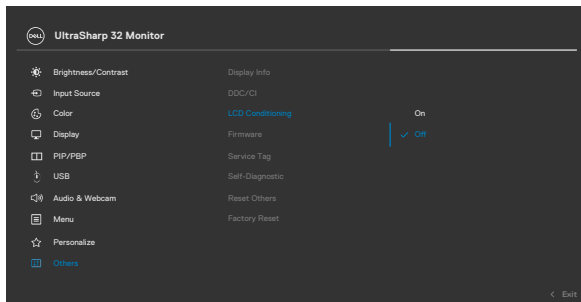 DELL UltraSharp 32 Monitor
Brightness/Contrast
Input Source
Color
Display
PIP/PBP
USB
Audio & Webcam
Menu
Personalize
Others
Display Info
DDC/CI
LCD Conditioning
Firmware
Service Tag
Self-Diagnostic
Reset Others
Factory Reset
On
Off
Exit